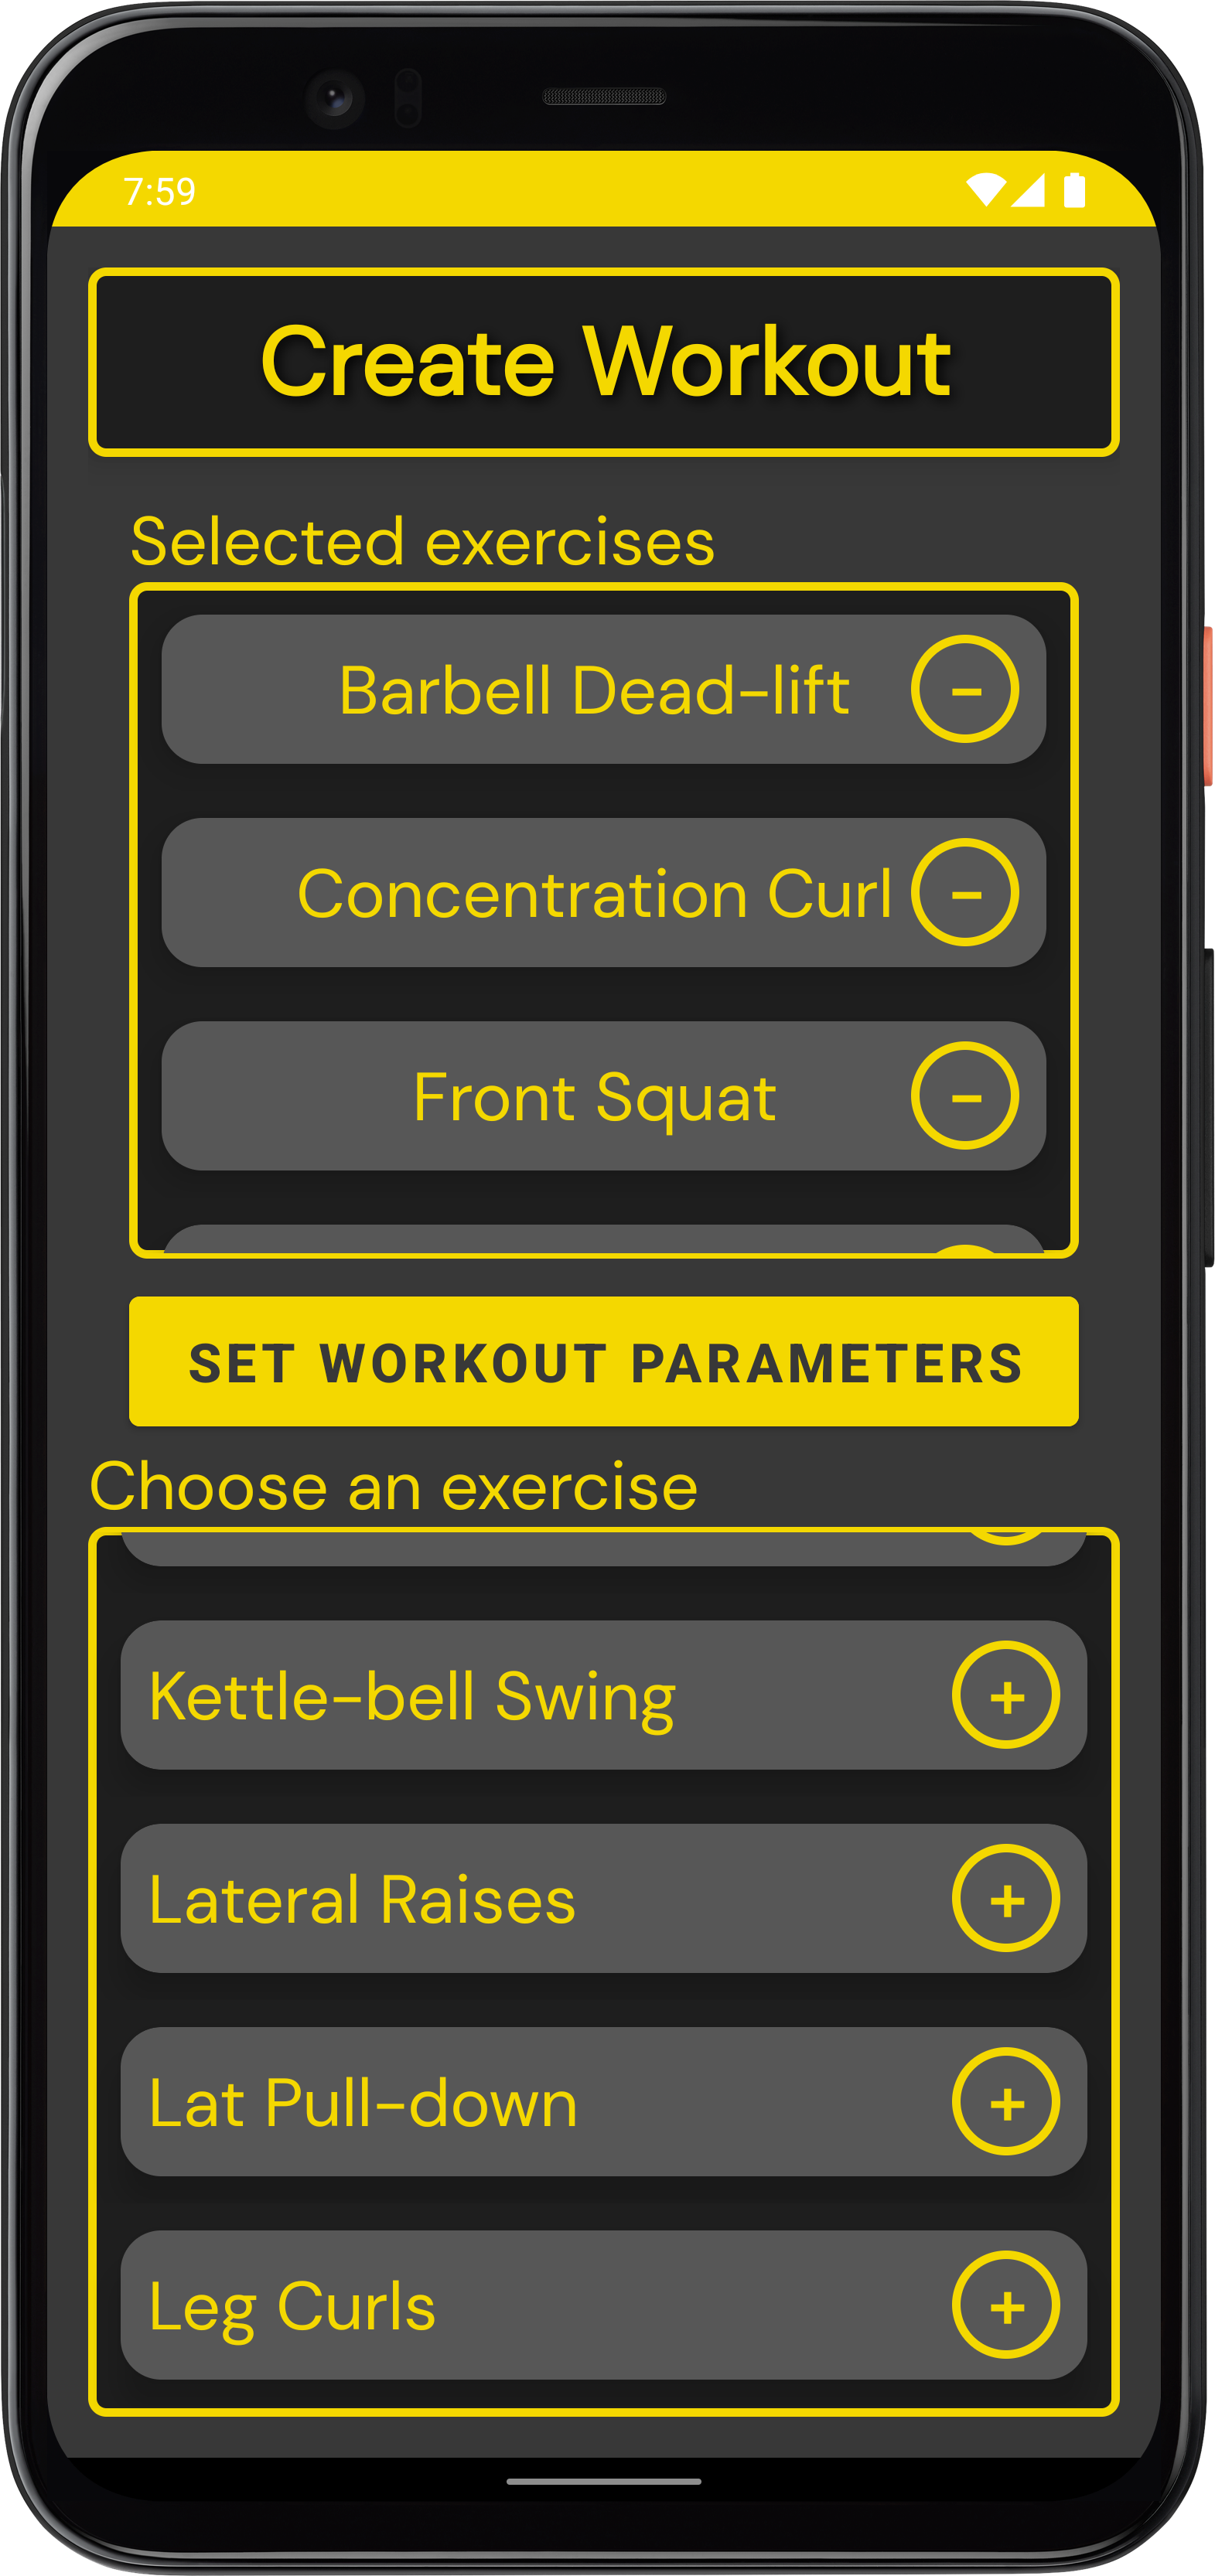 7:59
Create Workout
Selected exercises
Barbell Dead-lift
Concentration Curl
Front Squat
SET WORKOUT PARAMETERS
Choose an exercise
Kettle-bell Swing
Lateral Raises
Lat Pull-down
Leg Curls